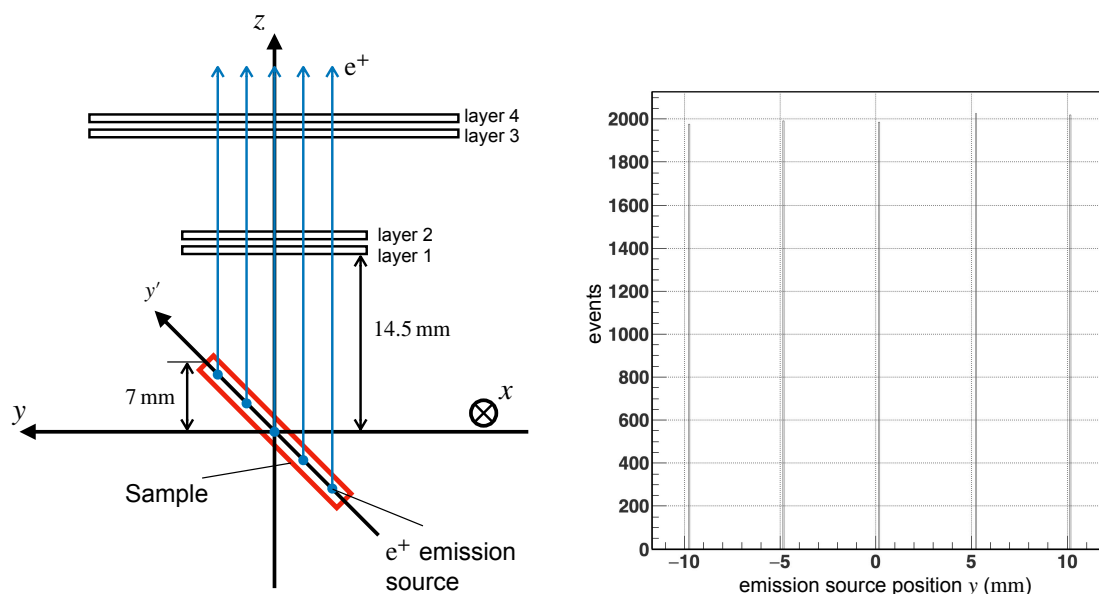 z
e⁺
layer 4
layer 3
layer 2
layer 1
y′
14.5 mm
7 mm
x
y
Sample
e⁺ emission
source
2000
1800
1600
1400
1200
1000
800
600
400
200
0
events
−10 −5 0 5 10
emission source position y (mm)